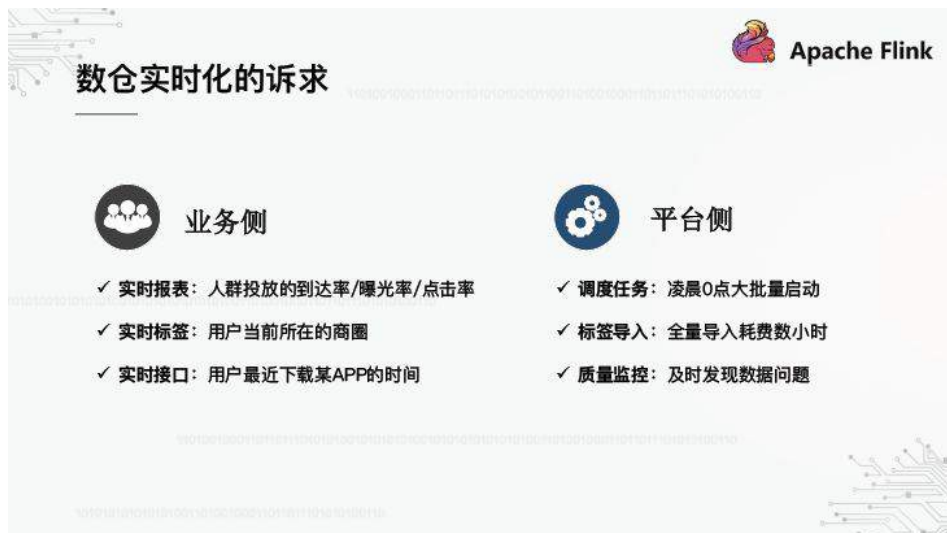 Apache Flink
数仓实时化的诉求
业务侧
✓ 实时报表：人群投放的到达率/曝光率/点击率
✓ 实时标签：用户当前所在的商圈
✓ 实时接口：用户最近下载某APP的时间
平台侧
✓ 调度任务：凌晨0点大批量启动
✓ 标签导入：全量导入耗费数小时
✓ 质量监控：及时发现数据问题